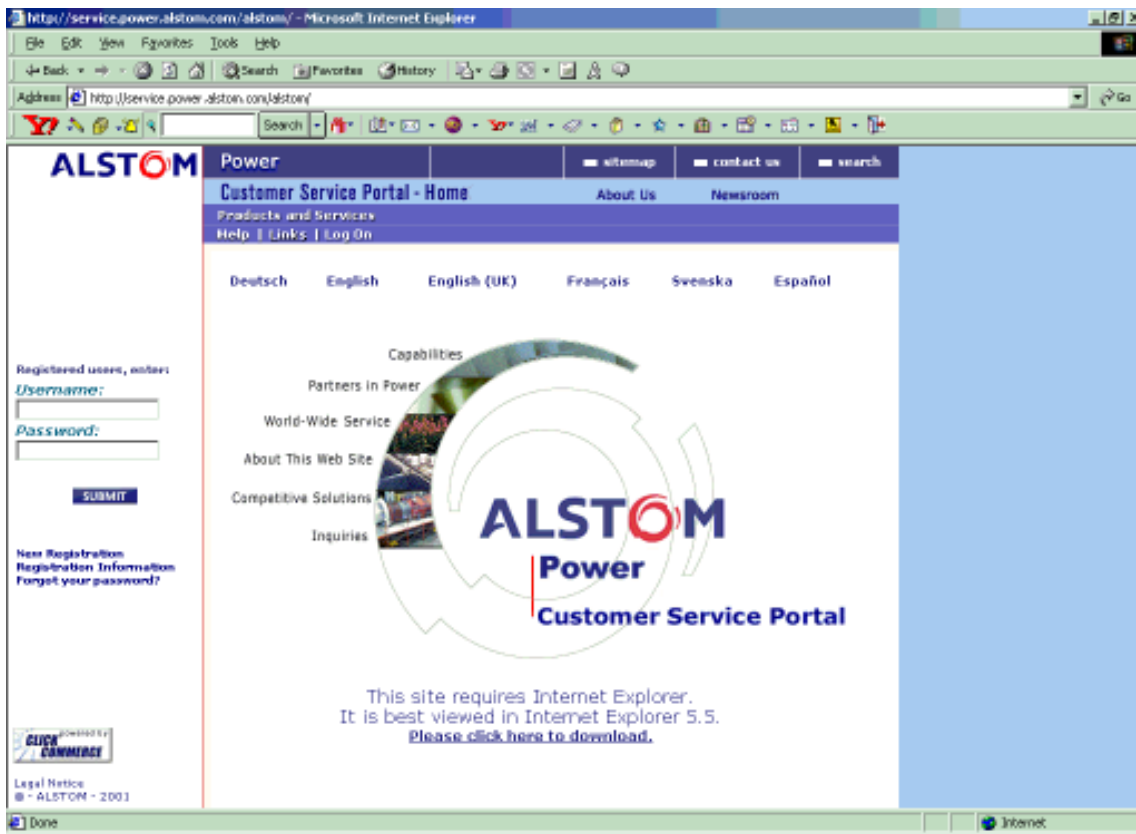 http://service.power.alstom.com/alstom/ - Microsoft Internet Explorer
File Edit View Favorites Tools Help
Back Search Favorites History
Address http://service.power.alstom.com/alstom/ Go
Y! Search
ALSTOM Power sitemap contact us search
Customer Service Portal - Home About Us Newsroom
Products and Services
Help | Links | Log On
Deutsch English English (UK) Français Svenska Español
Capabilities
Partners in Power
World-Wide Service
About This Web Site
Competitive Solutions
Inquiries
Registered users, enter:
Username:
Password:
SUBMIT
New Registration
Registration Information
Forgot your password?
ALSTOM
Power
Customer Service Portal
This site requires Internet Explorer.
It is best viewed in Internet Explorer 5.5.
Please click here to download.
powered by
CLICK
COMMERCE
Legal Notice
© - ALSTOM - 2001
Done Internet